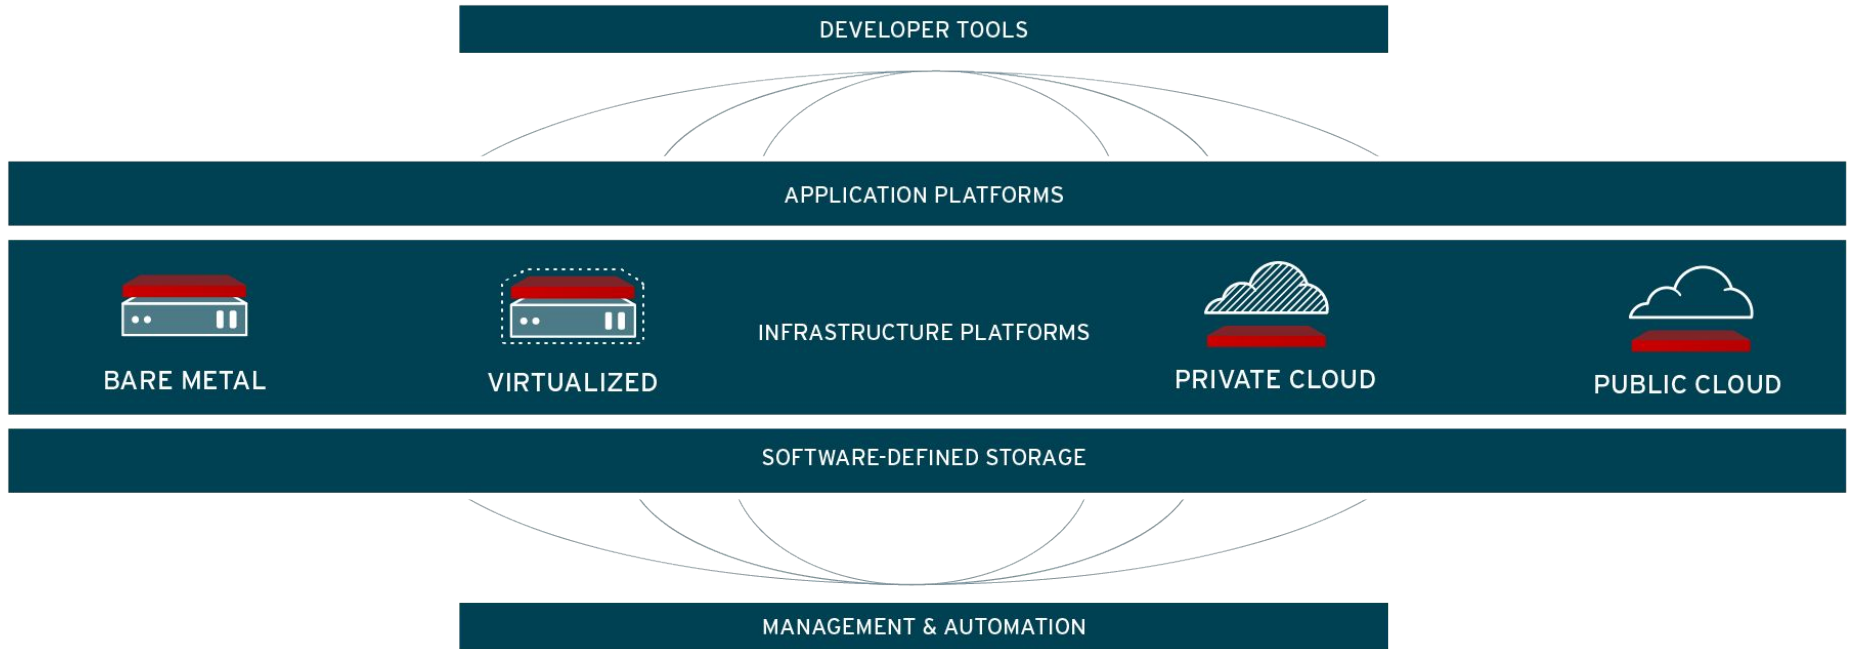 DEVELOPER TOOLS
APPLICATION PLATFORMS
INFRASTRUCTURE PLATFORMS
BARE METAL
VIRTUALIZED
PRIVATE CLOUD
PUBLIC CLOUD
SOFTWARE-DEFINED STORAGE
MANAGEMENT & AUTOMATION